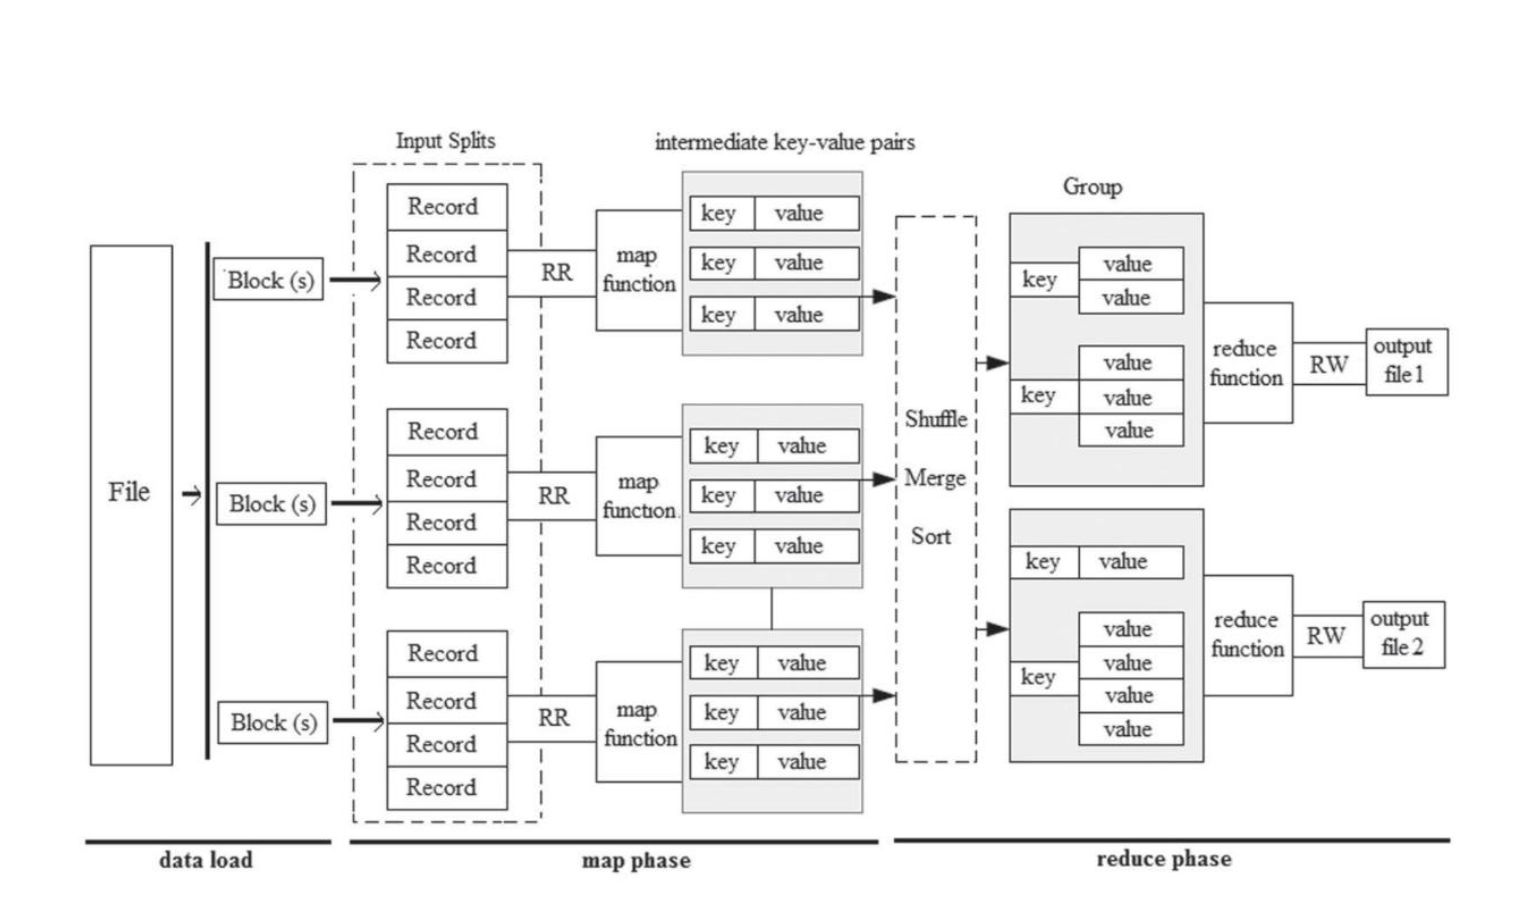 Input Splits
intermediate key-value pairs
Group
File
Block (s)
Record
Record
Record
Record
RR
map
function
key value
key value
key value
Block (s)
Record
Record
Record
Record
RR
map
function
key value
key value
key value
Block (s)
Record
Record
Record
Record
RR
map
function
key value
key value
key value
Shuffle
Merge
Sort
key
value
value
key
value
value
value
reduce
function
RW
output
file 1
key value
key
value
value
value
value
reduce
function
RW
output
file 2
data load
map phase
reduce phase